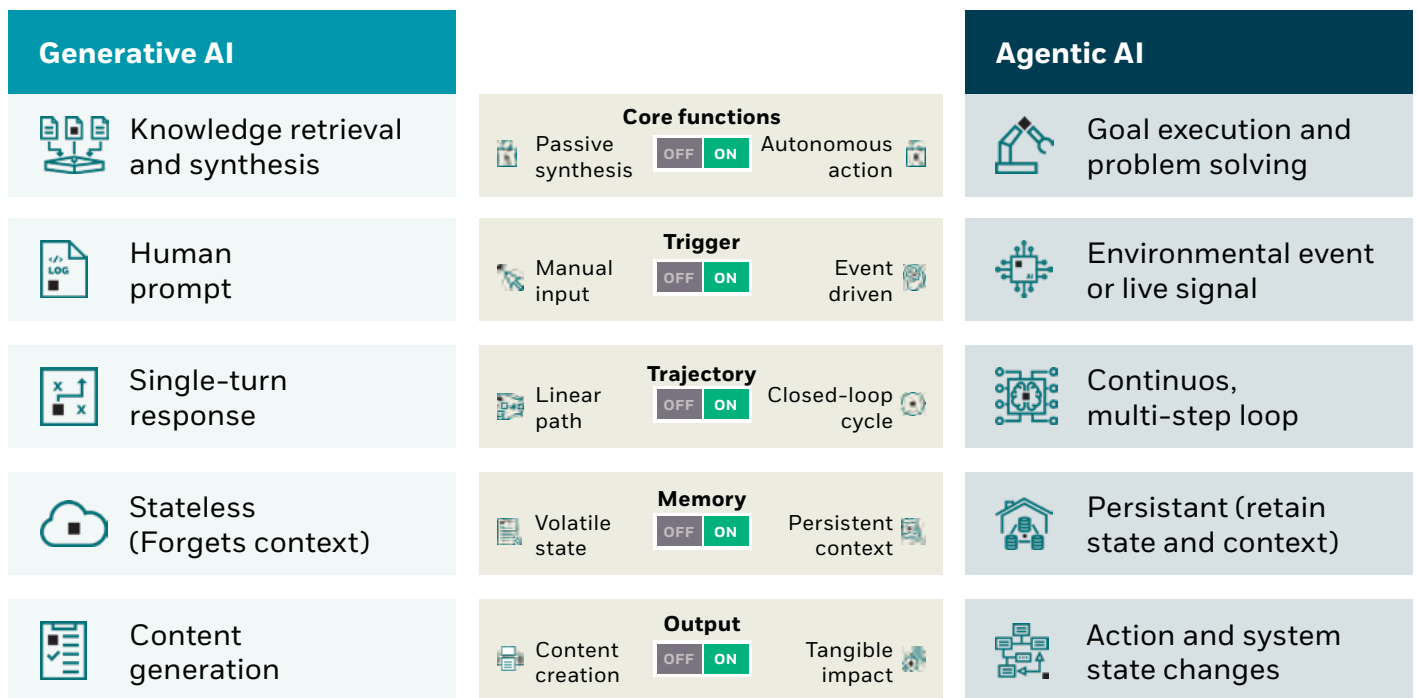 Generative AI
Agentic AI
Knowledge retrieval
and synthesis
Core functions
Passive
synthesis
OFF ON
Autonomous
action
Goal execution and
problem solving
Human
prompt
</>
LOG
Trigger
Manual
input
OFF ON
Event
driven
Environmental event
or live signal
AI
Single-turn
response
x
x
Trajectory
Linear
path
OFF ON
Closed-loop
cycle
Continuos,
multi-step loop
Stateless
(Forgets context)
Memory
Volatile
state
OFF ON
Persistent
context
Persistant (retain
state and context)
Content
generation
Output
Content
creation
OFF ON
Tangible
impact
Action and system
state changes